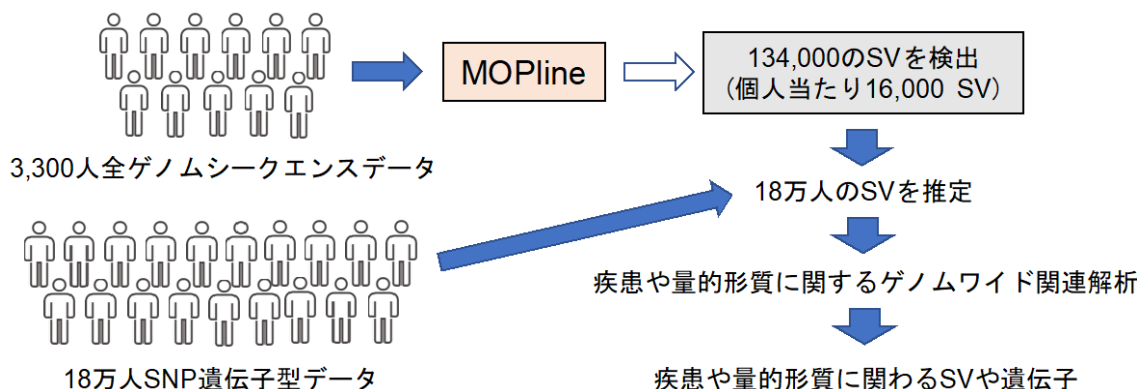 MOPline
134,000のSVを検出
(個人当たり16,000 SV)
3,300人全ゲノムシークエンスデータ
18万人のSVを推定
疾患や量的形質に関するゲノムワイド関連解析
18万人SNP遺伝子型データ
疾患や量的形質に関わるSVや遺伝子